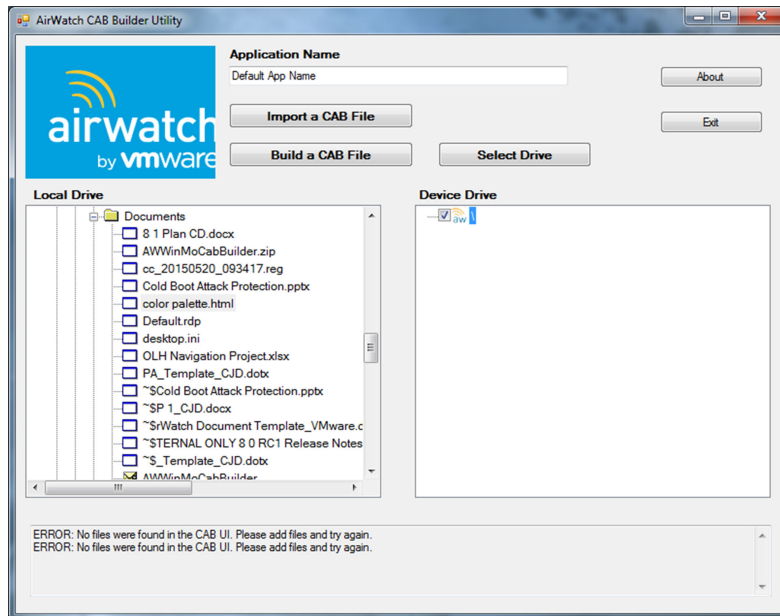 AirWatch CAB Builder Utility
Application Name
Default App Name
About
airwatch
by vmware
Import a CAB File
Exit
Build a CAB File
Select Drive
Local Drive
Device Drive
Documents
aw \
8 1 Plan CD.docx
AWWinMoCabBuilder.zip
cc_20150520_093417.reg
Cold Boot Attack Protection.pptx
color palette.html
Default.rdp
desktop.ini
OLH Navigation Project.xlsx
PA_Template_CJD.dotx
~$Cold Boot Attack Protection.pptx
~$P 1_CJD.docx
~$rWatch Document Template_VMware.c
~$TERNAL ONLY 8 0 RC1 Release Notes
~$_Template_CJD.dotx
AWWinMoCabBuilder
ERROR: No files were found in the CAB UI. Please add files and try again.
ERROR: No files were found in the CAB UI. Please add files and try again.